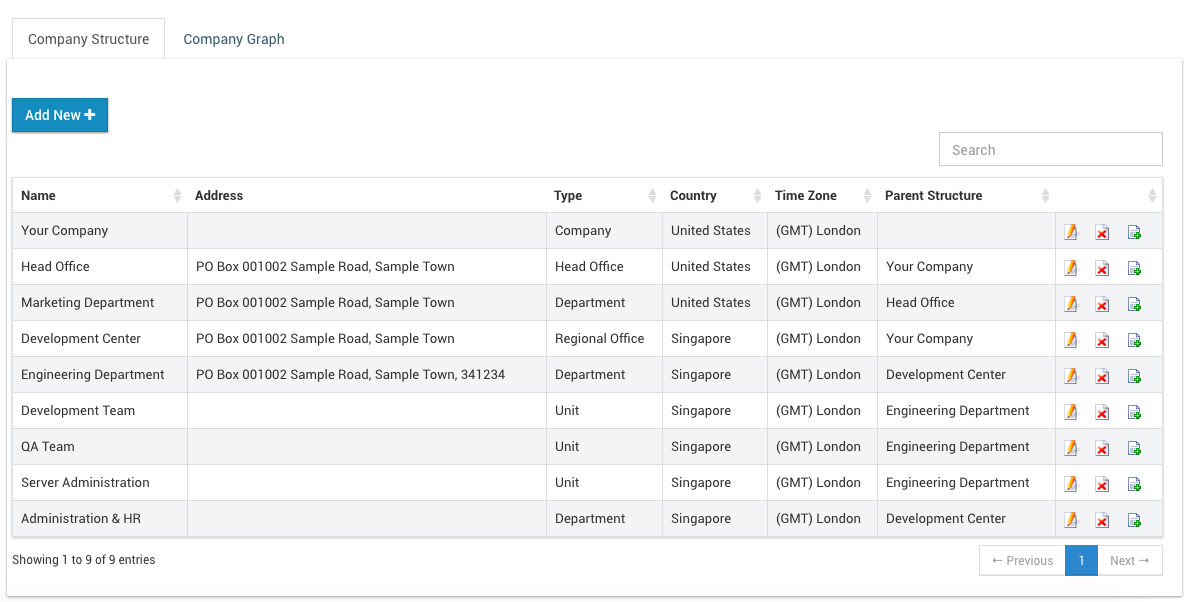 Company Structure Company Graph
Add New
Search
Name Address Type Country Time Zone Parent Structure
Your Company Company United States (GMT) London
Head Office PO Box 001002 Sample Road, Sample Town Head Office United States (GMT) London Your Company
Marketing Department PO Box 001002 Sample Road, Sample Town Department United States (GMT) London Head Office
Development Center PO Box 001002 Sample Road, Sample Town Regional Office Singapore (GMT) London Your Company
Engineering Department PO Box 001002 Sample Road, Sample Town, 341234 Department Singapore (GMT) London Development Center
Development Team Unit Singapore (GMT) London Engineering Department
QA Team Unit Singapore (GMT) London Engineering Department
Server Administration Unit Singapore (GMT) London Engineering Department
Administration & HR Department Singapore (GMT) London Development Center
Showing 1 to 9 of 9 entries ← Previous 1 Next →